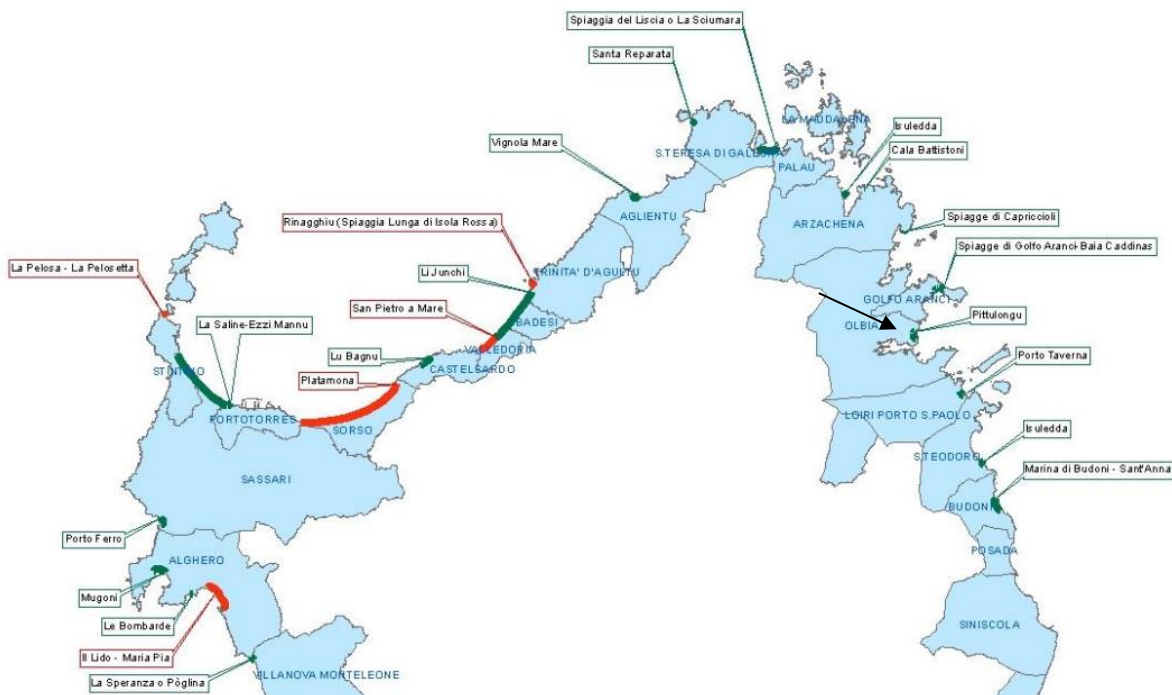 Spiaggia del Liscia o La Sciumara
Santa Reparata
LA MADDALENA
Isuledda
Vignola Mare
S.TERESA DI GALLURA
PALAU
Cala Battistoni
AGLIENTU
Rinagghiu (Spiaggia Lunga di Isola Rossa)
ARZACHENA
Spiagge di Capriccioli
Spiagge di Golfo Aranci-Baia Caddinas
La Pelosa - La Pelosetta
Li Junchi
TRINITA' D'AGULTU
GOLFO ARANCI
San Pietro a Mare
BADESI
OLBIA
Pittulongu
La Saline-Ezzi Mannu
VALLEDORIA
Lu Bagnu
CASTELSARDO
Porto Taverna
STINTINO
Platamona
PORTOTORRES
SORSO
LOIRI PORTO S.PAOLO
Isuledda
S.TEODORO
SASSARI
Marina di Budoni - Sant'Anna
BUDONI
Porto Ferro
POSADA
ALGHERO
Mugoni
Le Bombarde
SINISCOLA
Il Lido - Maria Pia
VILLANOVA MONTELEONE
La Speranza o Pòglina